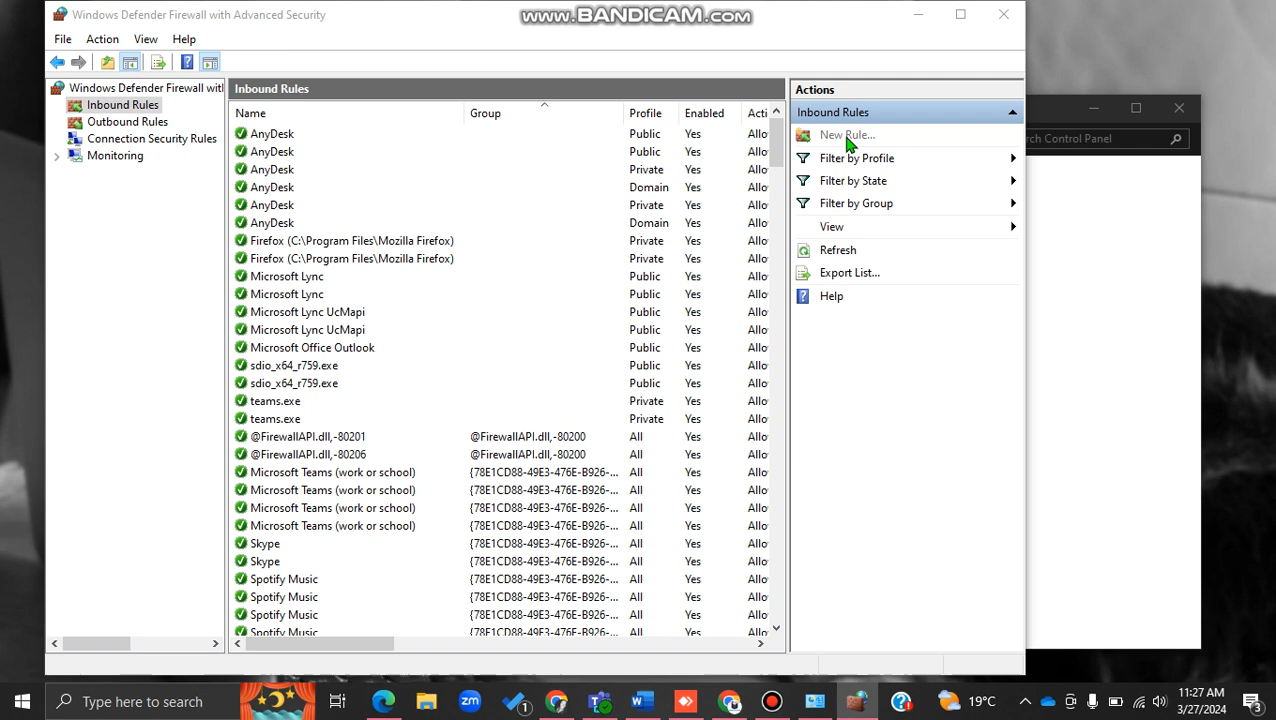 Windows Defender Firewall with Advanced Security
www.BANDICAM.com
File Action View Help
Windows Defender Firewall with
Inbound Rules
Outbound Rules
Connection Security Rules
Monitoring
Inbound Rules
Name Group Profile Enabled Acti
AnyDesk Public Yes Allo
AnyDesk Public Yes Allo
AnyDesk Private Yes Allo
AnyDesk Domain Yes Allo
AnyDesk Private Yes Allo
AnyDesk Domain Yes Allo
Firefox (C:\Program Files\Mozilla Firefox) Private Yes Allo
Firefox (C:\Program Files\Mozilla Firefox) Private Yes Allo
Microsoft Lync Public Yes Allo
Microsoft Lync Public Yes Allo
Microsoft Lync UcMapi Public Yes Allo
Microsoft Lync UcMapi Public Yes Allo
Microsoft Office Outlook Public Yes Allo
sdio_x64_r759.exe Public Yes Allo
sdio_x64_r759.exe Public Yes Allo
teams.exe Private Yes Allo
teams.exe Private Yes Allo
@FirewallAPI.dll,-80201 @FirewallAPI.dll,-80200 All Yes Allo
@FirewallAPI.dll,-80206 @FirewallAPI.dll,-80200 All Yes Allo
Microsoft Teams (work or school) {78E1CD88-49E3-476E-B926-... All Yes Allo
Microsoft Teams (work or school) {78E1CD88-49E3-476E-B926-... All Yes Allo
Microsoft Teams (work or school) {78E1CD88-49E3-476E-B926-... All Yes Allo
Microsoft Teams (work or school) {78E1CD88-49E3-476E-B926-... All Yes Allo
Skype {78E1CD88-49E3-476E-B926-... All Yes Allo
Skype {78E1CD88-49E3-476E-B926-... All Yes Allo
Spotify Music {78E1CD88-49E3-476E-B926-... All Yes Allo
Spotify Music {78E1CD88-49E3-476E-B926-... All Yes Allo
Spotify Music {78E1CD88-49E3-476E-B926-... All Yes Allo
Spotify Music {78E1CD88-49E3-476E-B926-... All Yes Allo
Actions
Inbound Rules
New Rule...
Filter by Profile
Filter by State
Filter by Group
View
Refresh
Export List...
Help
rch Control Panel
Type here to search
zm
1
19°C
11:27 AM
3/27/2024
3